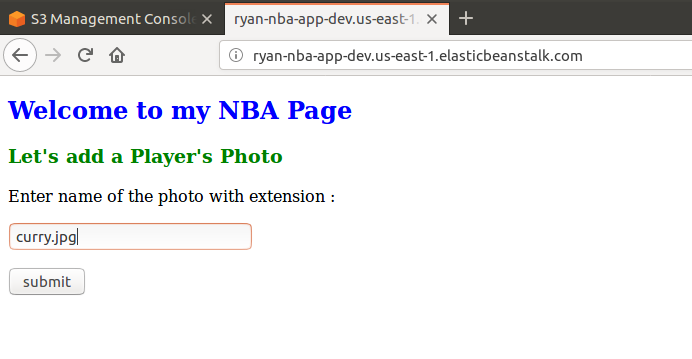 S3 Management Consol
ryan-nba-app-dev.us-east-1.
ryan-nba-app-dev.us-east-1.elasticbeanstalk.com
Welcome to my NBA Page
Let's add a Player's Photo
Enter name of the photo with extension :
curry.jpg
submit